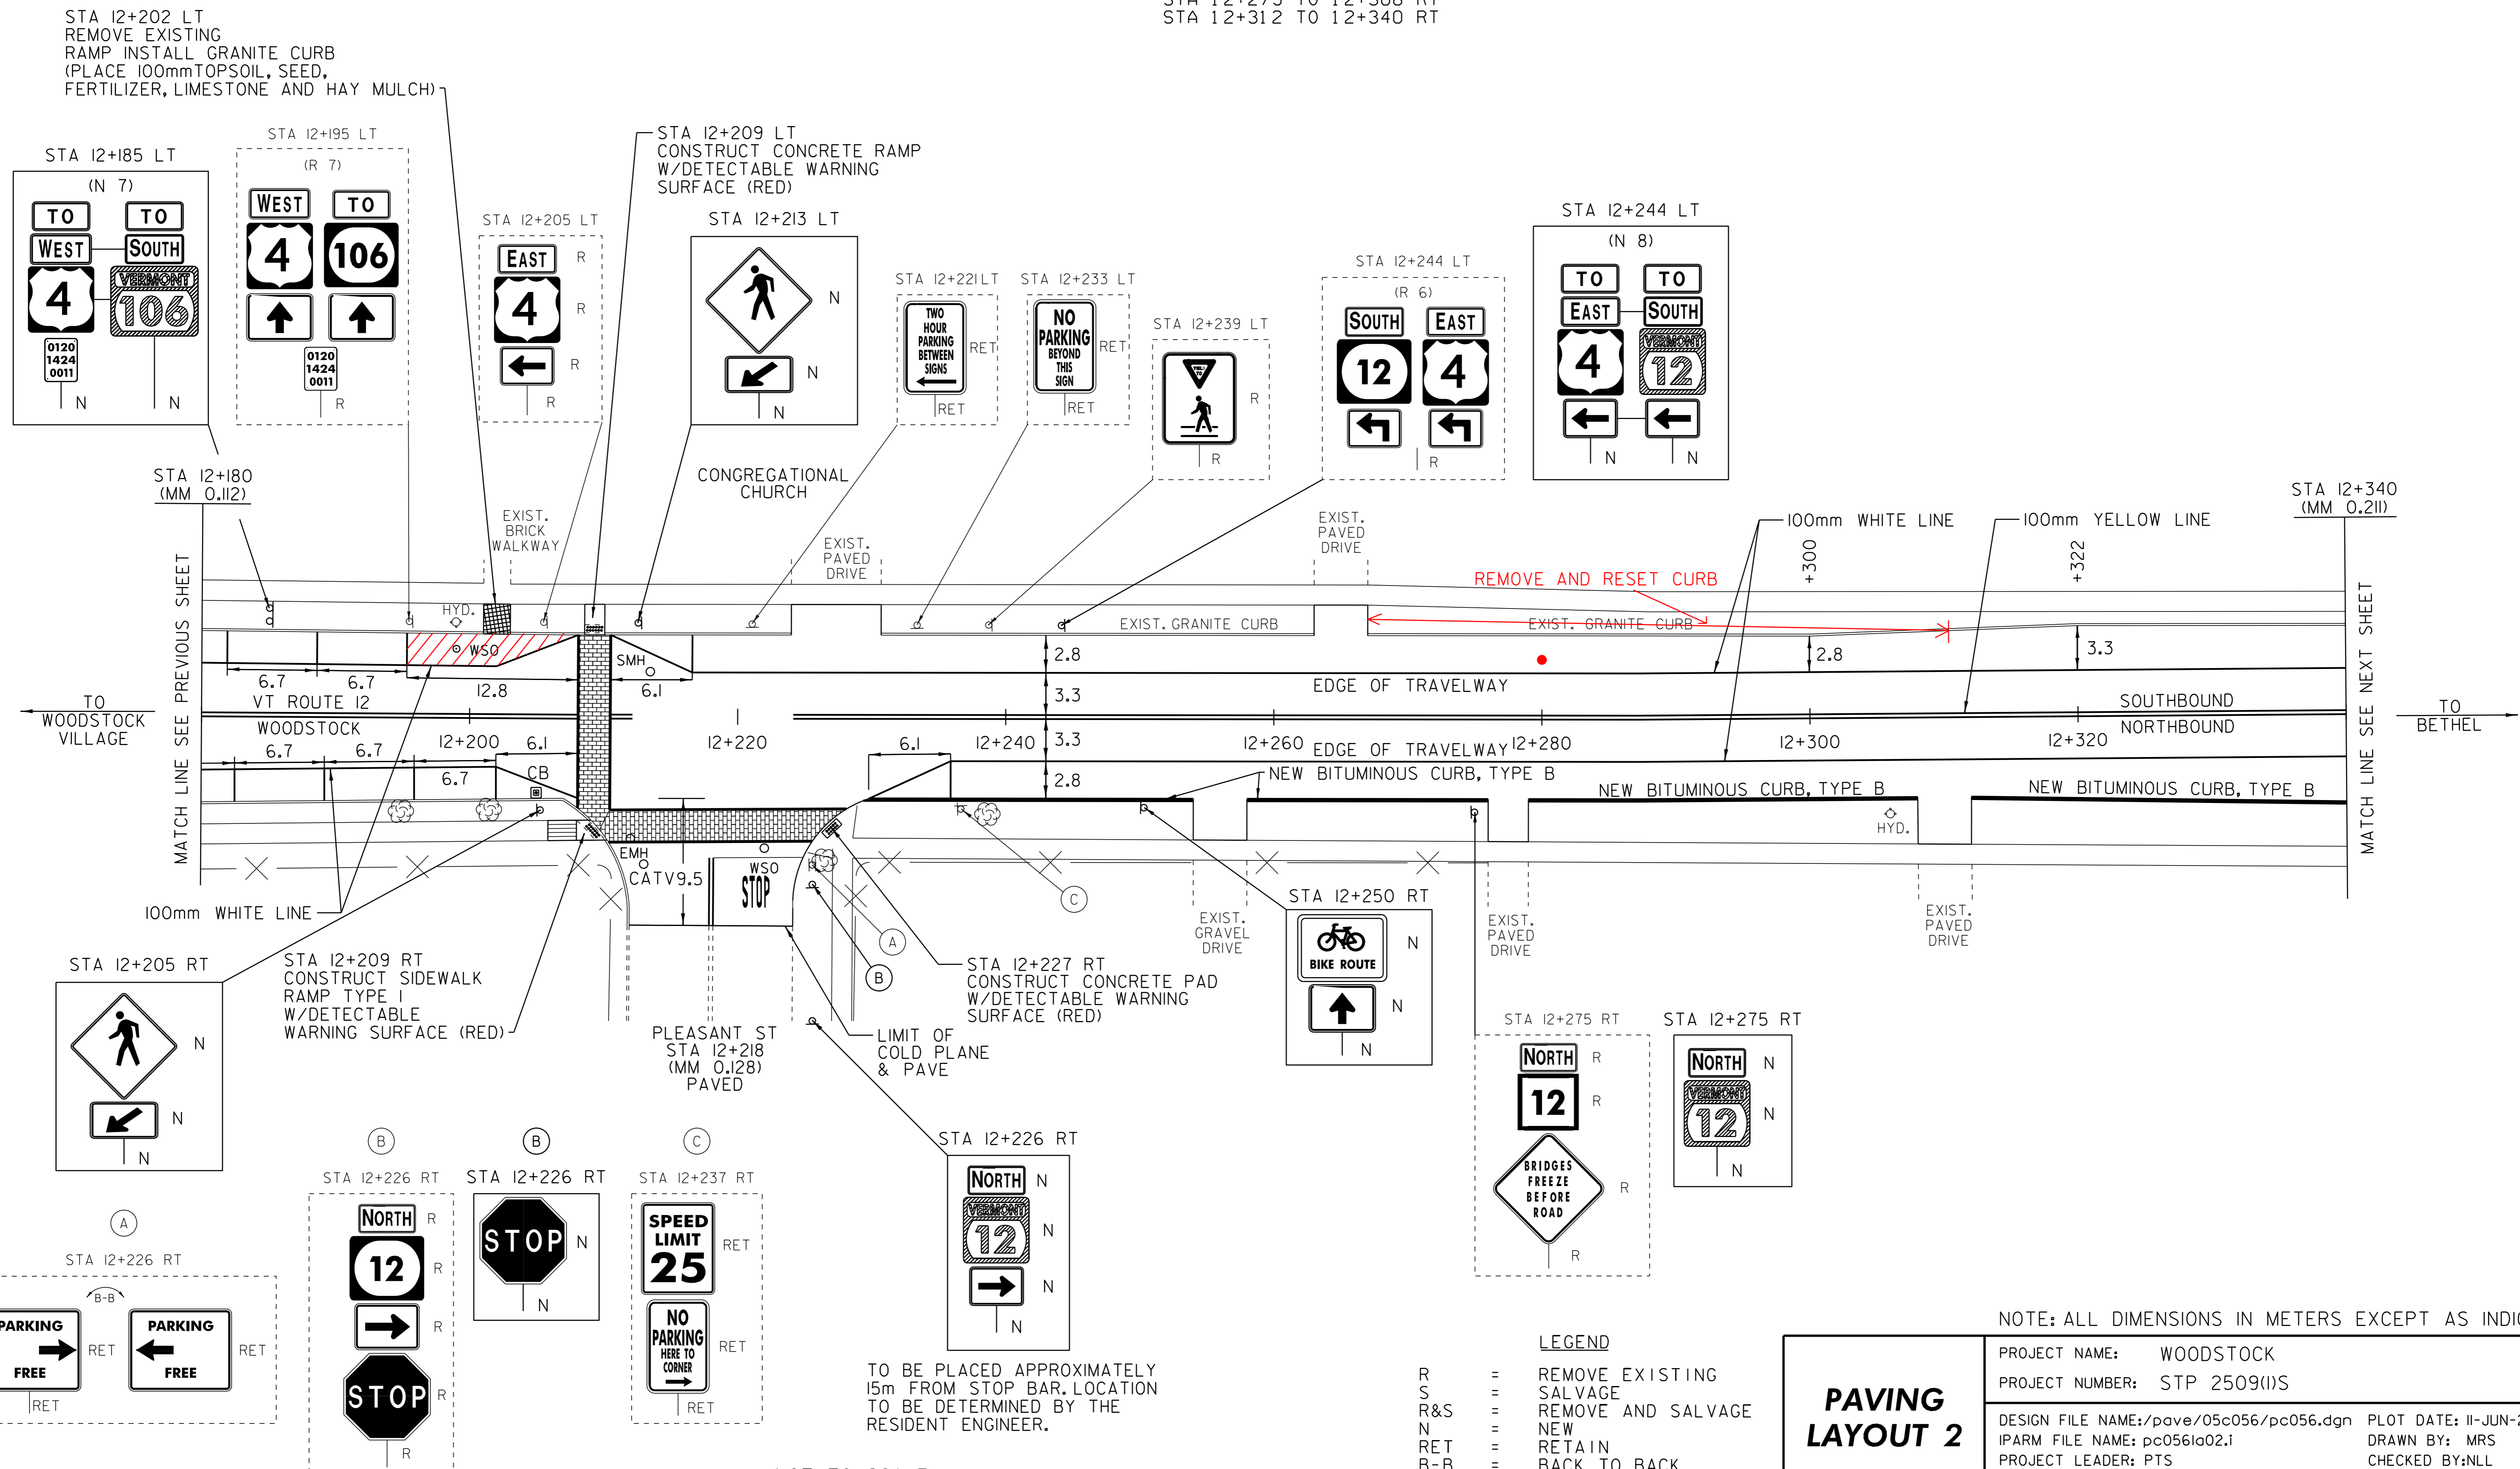 STA 12+312 TO 12+340 RT
STA 12+202 LT
REMOVE EXISTING
RAMP INSTALL GRANITE CURB
(PLACE 100mm TOPSOIL, SEED,
FERTILIZER, LIMESTONE AND HAY MULCH)
STA 12+185 LT
(N 7)
TO TO
WEST SOUTH
4 VERMONT 106
0120
1424
0011
N N
STA 12+195 LT
(R 7)
WEST TO
4 106
0120
1424
0011
R
STA 12+205 LT
EAST R
4 R
R
R
STA 12+209 LT
CONSTRUCT CONCRETE RAMP
W/DETECTABLE WARNING
SURFACE (RED)
STA 12+213 LT
N
N
N
STA 12+221 LT
TWO
HOUR
PARKING
BETWEEN
SIGNS
RET
RET
STA 12+233 LT
NO
PARKING
BEYOND
THIS
SIGN
RET
RET
STA 12+239 LT
R
R
STA 12+244 LT
(R 6)
SOUTH EAST
12 4
R
STA 12+244 LT
(N 8)
TO TO
EAST SOUTH
4 VERMONT 12
N N
STA 12+180
(MM 0.112)
EXIST.
BRICK
WALKWAY
CONGREGATIONAL
CHURCH
EXIST.
PAVED
DRIVE
EXIST.
PAVED
DRIVE
100mm WHITE LINE
100mm YELLOW LINE
+300
+322
STA 12+340
(MM 0.211)
REMOVE AND RESET CURB
MATCH LINE SEE PREVIOUS SHEET
MATCH LINE SEE NEXT SHEET
HYD.
WSO
SMH
EXIST. GRANITE CURB
EXIST. GRANITE CURB
2.8
2.8
3.3
6.7 6.7 12.8 6.1
EDGE OF TRAVELWAY
3.3
TO
WOODSTOCK
VILLAGE
VT ROUTE 12
WOODSTOCK
SOUTHBOUND
NORTHBOUND
TO
BETHEL
12+200 12+220 12+240 12+260 12+280 12+300 12+320
6.7 6.7 6.7 6.1
6.1
3.3
EDGE OF TRAVELWAY
2.8
CB
NEW BITUMINOUS CURB, TYPE B
NEW BITUMINOUS CURB, TYPE B
NEW BITUMINOUS CURB, TYPE B
HYD.
EMH
CATV
9.5
WSO
STOP
100mm WHITE LINE
A
B
C
EXIST.
GRAVEL
DRIVE
EXIST.
PAVED
DRIVE
EXIST.
PAVED
DRIVE
STA 12+205 RT
N
N
N
STA 12+209 RT
CONSTRUCT SIDEWALK
RAMP TYPE 1
W/DETECTABLE
WARNING SURFACE (RED)
PLEASANT ST
STA 12+218
(MM 0.128)
PAVED
LIMIT OF
COLD PLANE
& PAVE
STA 12+227 RT
CONSTRUCT CONCRETE PAD
W/DETECTABLE WARNING
SURFACE (RED)
STA 12+250 RT
BIKE ROUTE
N
N
N
STA 12+275 RT
NORTH R
12 R
BRIDGES
FREEZE
BEFORE
ROAD
R
R
STA 12+275 RT
NORTH N
VERMONT
12 N
N
A
STA 12+226 RT
B-B
PARKING
FREE
RET
PARKING
FREE
RET
RET
B
STA 12+226 RT
NORTH R
12 R
R
STOP R
R
B
STA 12+226 RT
STOP N
N
C
STA 12+237 RT
SPEED
LIMIT
25
RET
NO
PARKING
HERE TO
CORNER
RET
RET
STA 12+226 RT
NORTH N
VERMONT
12 N
N
N
TO BE PLACED APPROXIMATELY
15m FROM STOP BAR. LOCATION
TO BE DETERMINED BY THE
RESIDENT ENGINEER.
LEGEND
R = REMOVE EXISTING
S = SALVAGE
R&S = REMOVE AND SALVAGE
N = NEW
RET = RETAIN
B-B = BACK TO BACK
NOTE: ALL DIMENSIONS IN METERS EXCEPT AS
PAVING
LAYOUT 2
PROJECT NAME: WOODSTOCK
PROJECT NUMBER: STP 2509(1)S
DESIGN FILE NAME:/pave/05c056/pc056.dgn PLOT DATE: 11-JUN-
IPARM FILE NAME: pc056la02.i DRAWN BY: MRS
PROJECT LEADER: PTS CHECKED BY:NLL